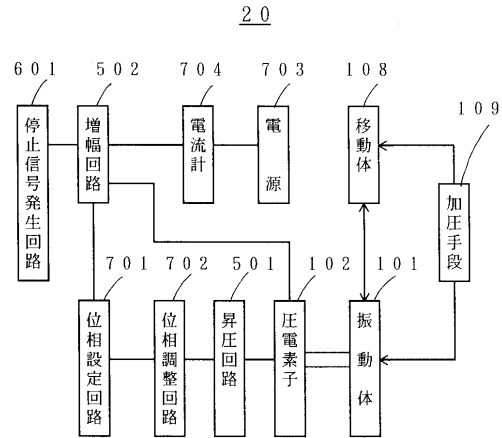 20
601
502
704
703
108
109
停止信号発生回路
増幅回路
電流計
電源
移動体
加圧手段
701
702
501
102
101
位相設定回路
位相調整回路
昇圧回路
圧電素子
振動体